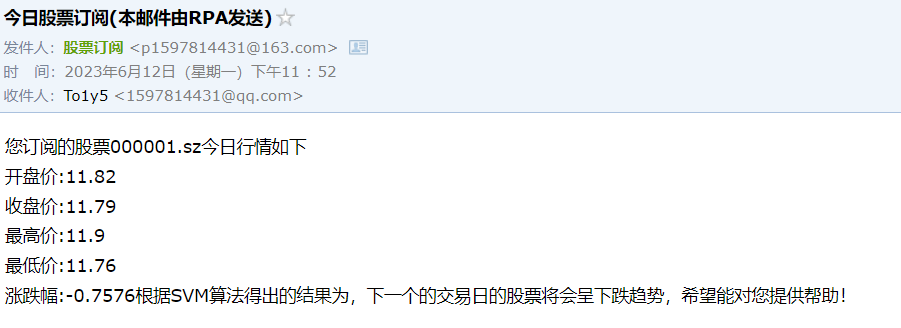 今日股票订阅(本邮件由RPA发送)
发件人：股票订阅 <p1597814431@163.com>
时　间：2023年6月12日（星期一）下午11：52
收件人：To1y5 <1597814431@qq.com>
您订阅的股票000001.sz今日行情如下
开盘价:11.82
收盘价:11.79
最高价:11.9
最低价:11.76
涨跌幅:-0.7576根据SVM算法得出的结果为，下一个的交易日的股票将会呈下跌趋势，希望能对您提供帮助！